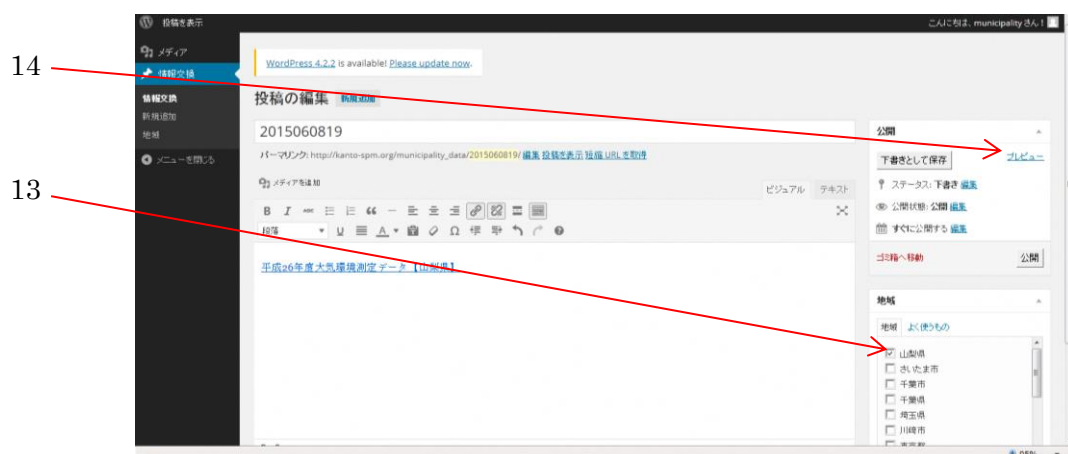 投稿を表示
こんにちは、municipality さん!
メディア
情報交換
情報交換
新規追加
地域
メニューを閉じる
14
13
WordPress 4.2.2 is available! Please update now.
投稿の編集 新規追加
2015060819
パーマリンク: http://kanto-spm.org/municipality_data/2015060819/ 編集 投稿を表示 短縮 URL を取得
メディアを追加
ビジュアル テキスト
B I ABC
段落
平成26年度大気環境測定データ【山梨県】
公開
下書きとして保存 プレビュー
ステータス: 下書き 編集
公開状態: 公開 編集
すぐに公開する 編集
ゴミ箱へ移動 公開
地域
地域 よく使うもの
山梨県
さいたま市
千葉市
千葉県
埼玉県
川崎市